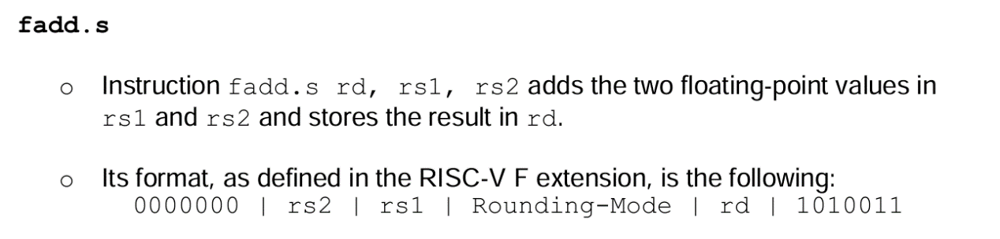 fadd.s
o Instruction fadd.s rd, rs1, rs2 adds the two floating-point values in
rs1 and rs2 and stores the result in rd.
o Its format, as defined in the RISC-V F extension, is the following:
0000000 | rs2 | rs1 | Rounding-Mode | rd | 1010011